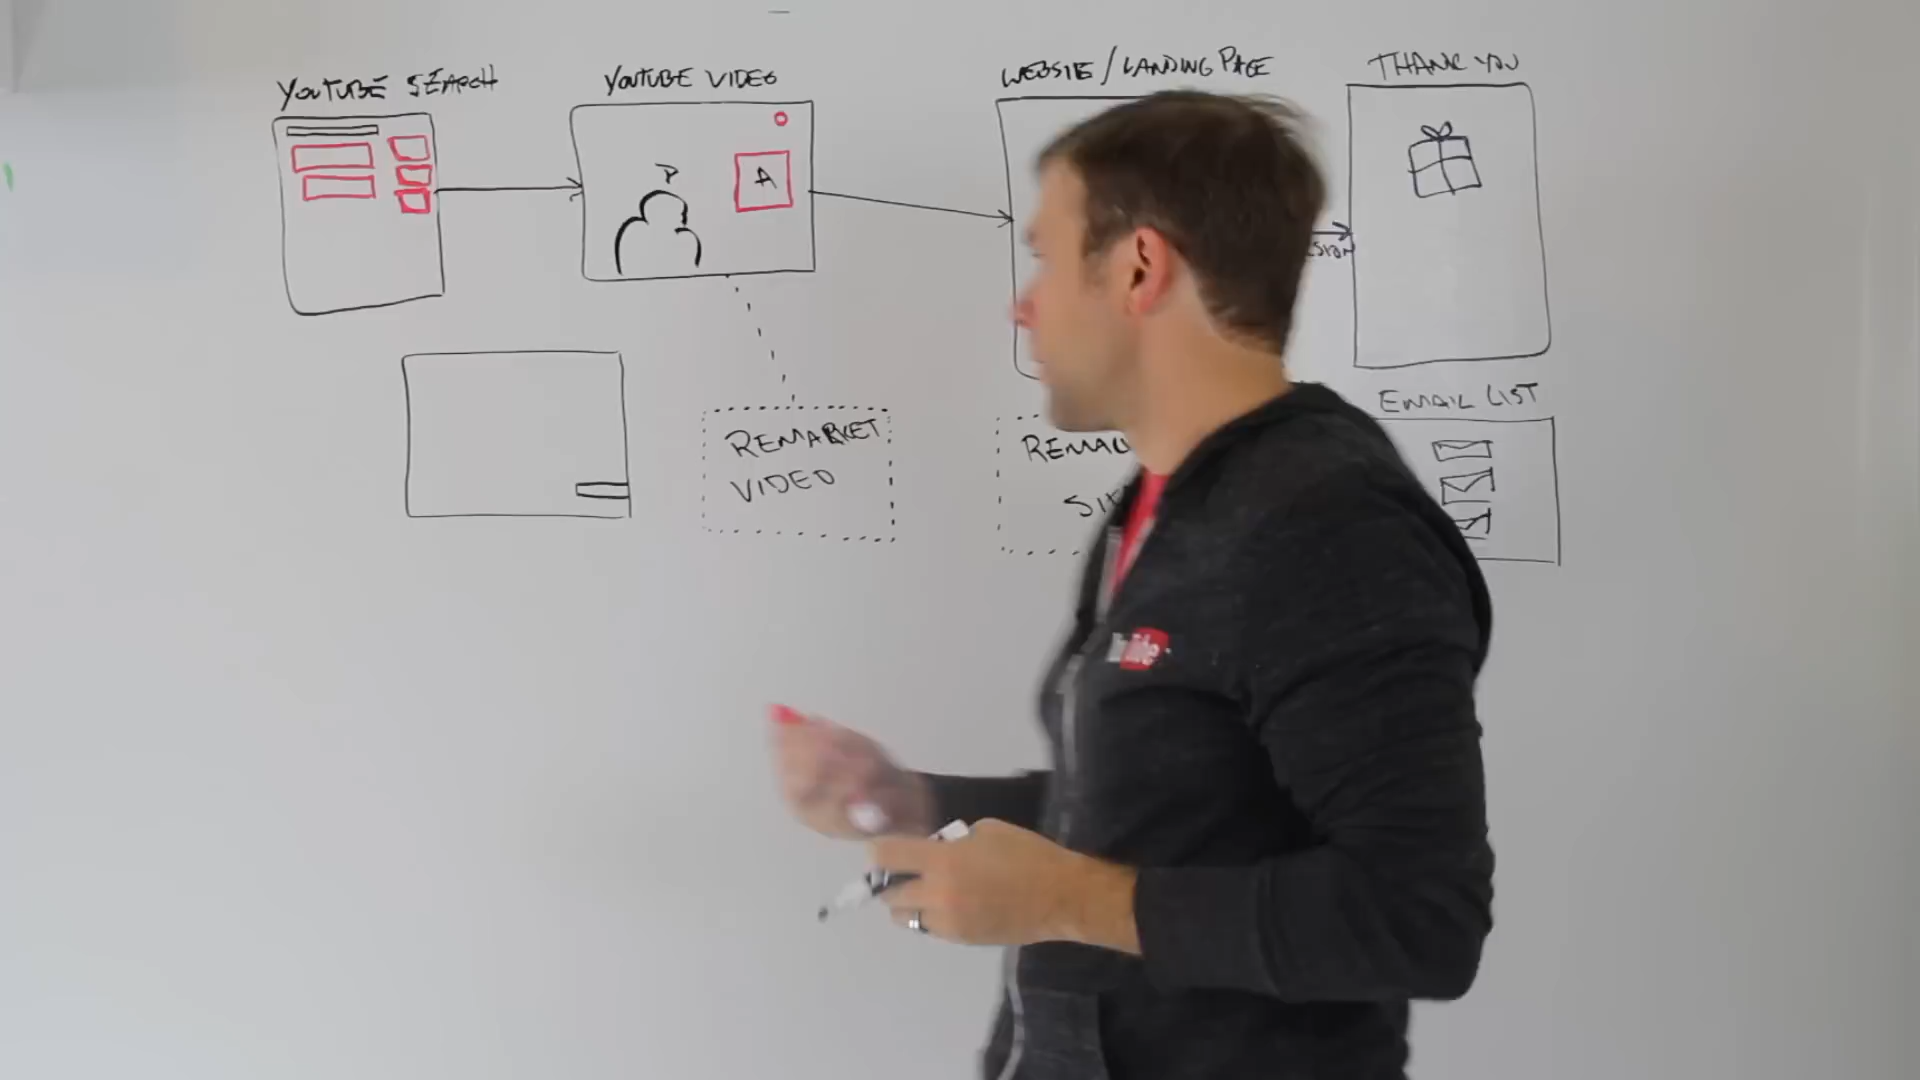 YOUTUBE SEARCH
YOUTUBE VIDEO
WEBSITE / LANDING PAGE
THANK YOU
A
EMAIL LIST
REMARKET
VIDEO